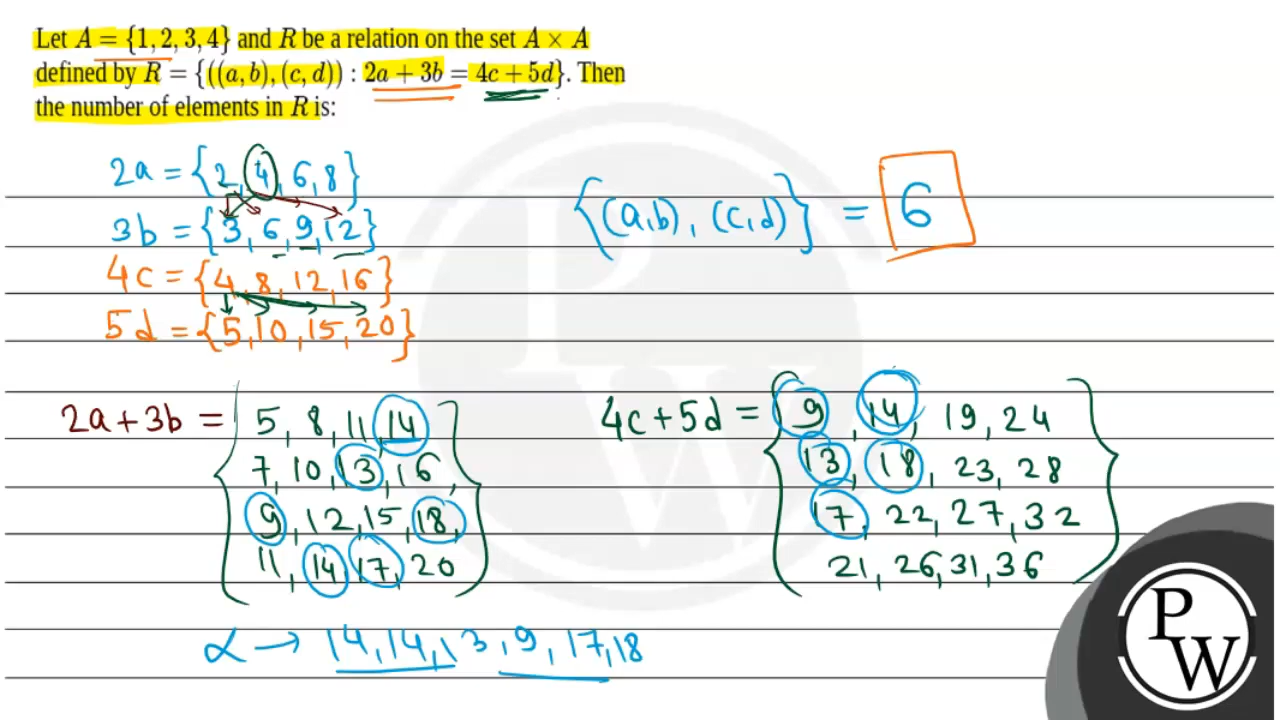 Let A = {1, 2, 3, 4} and R be a relation on the set A × A
defined by R = {((a, b), (c, d)) : 2a + 3b = 4c + 5d}. Then
the number of elements in R is:
2a = {2, 4, 6, 8}
3b = {3, 6, 9, 12}
4c = {4, 8, 12, 16}
5d = {5, 10, 15, 20}
{(a,b), (c,d)} = 6
2a + 3b = { 5, 8, 11, 14
7, 10, 13, 16,
9, 12, 15, 18,
11, 14, 17, 20 }
4c + 5d = { 9, 14, 19, 24
13, 18, 23, 28
17, 22, 27, 32
21, 26, 31, 36 }
α → 14, 14, 13, 9, 17, 18
P
W